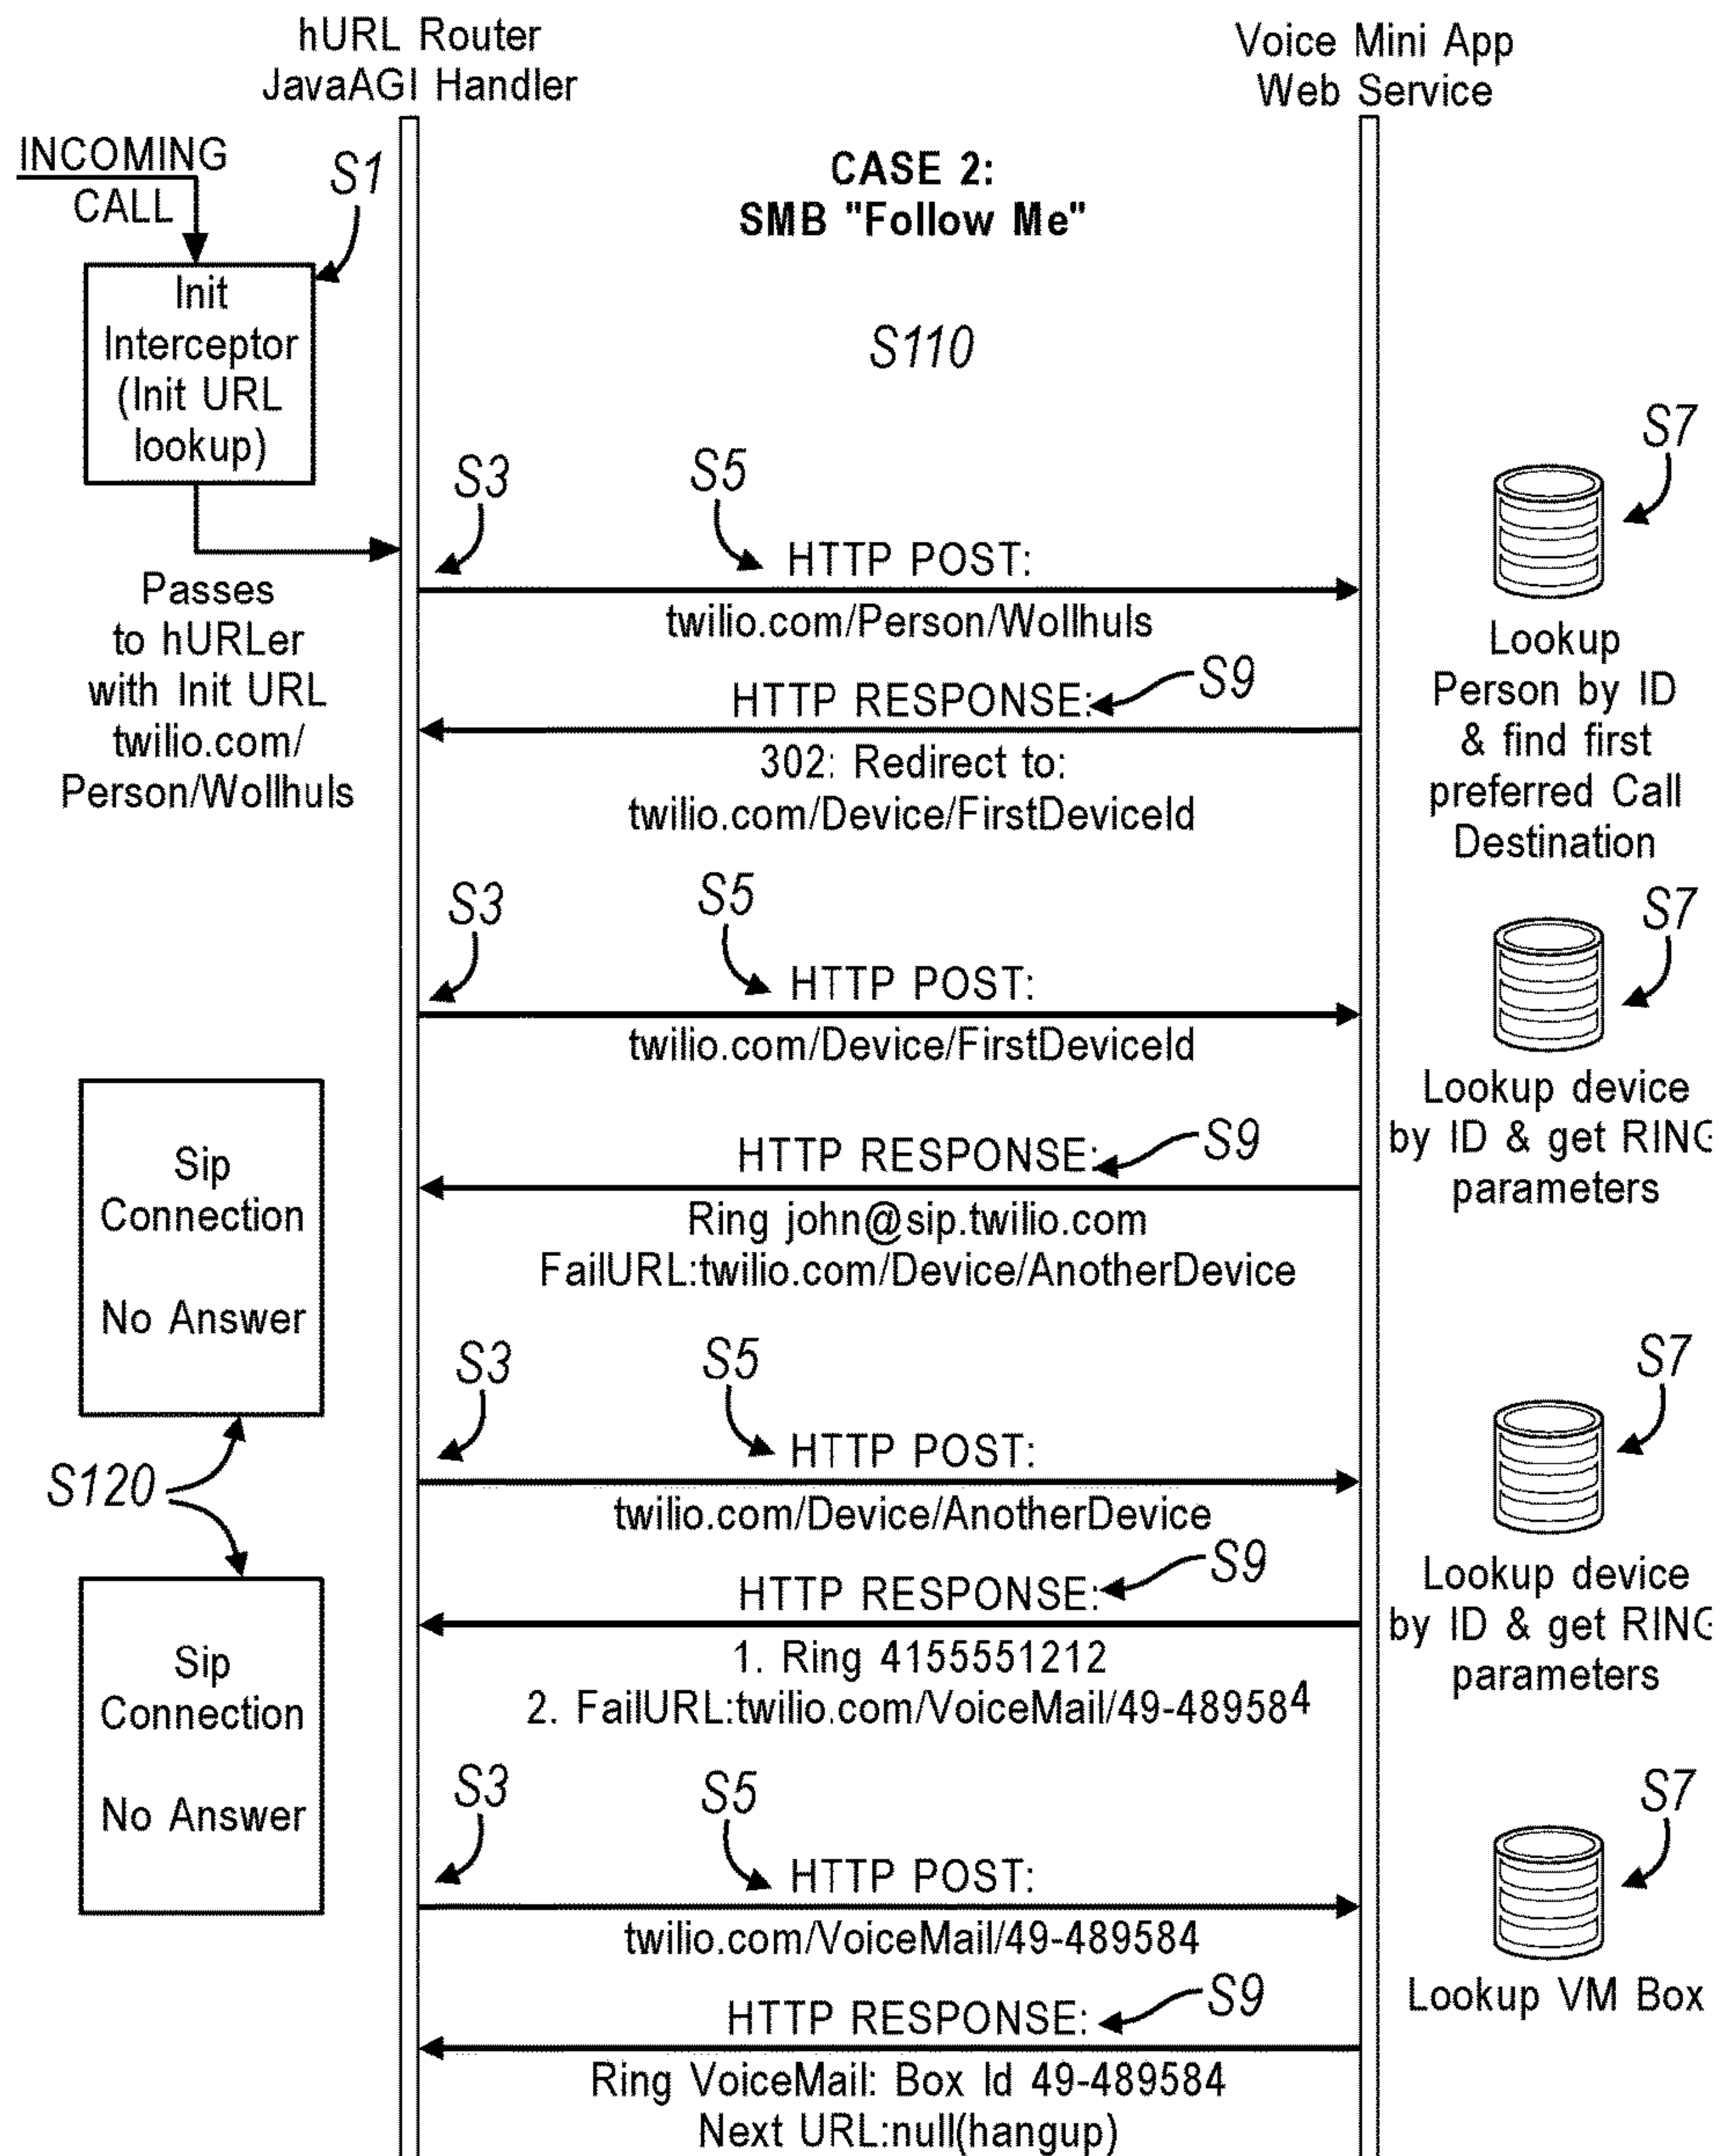 hURL Router
JavaAGI Handler
Voice Mini App
Web Service
INCOMING
CALL
S1
CASE 2:
SMB "Follow Me"
Init
Interceptor
(Init URL
lookup)
S110
S7
S3
S5
HTTP POST:
twilio.com/Person/Wollhuls
Passes
to hURLer
with Init URL
twilio.com/
Person/Wollhuls
Lookup
Person by ID
& find first
preferred Call
Destination
HTTP RESPONSE:
S9
302: Redirect to:
twilio.com/Device/FirstDeviceId
S3
S5
S7
HTTP POST:
twilio.com/Device/FirstDeviceId
Lookup device
by ID & get RING
parameters
Sip
Connection
No Answer
HTTP RESPONSE:
S9
Ring john@sip.twilio.com
FailURL:twilio.com/Device/AnotherDevice
S3
S5
S7
HTTP POST:
S120
twilio.com/Device/AnotherDevice
HTTP RESPONSE:
S9
Lookup device
by ID & get RING
parameters
Sip
Connection
No Answer
1. Ring 4155551212
2. FailURL:twilio.com/VoiceMail/49-489584
S3
S5
S7
HTTP POST:
twilio.com/VoiceMail/49-489584
Lookup VM Box
HTTP RESPONSE:
S9
Ring VoiceMail: Box Id 49-489584
Next URL:null(hangup)